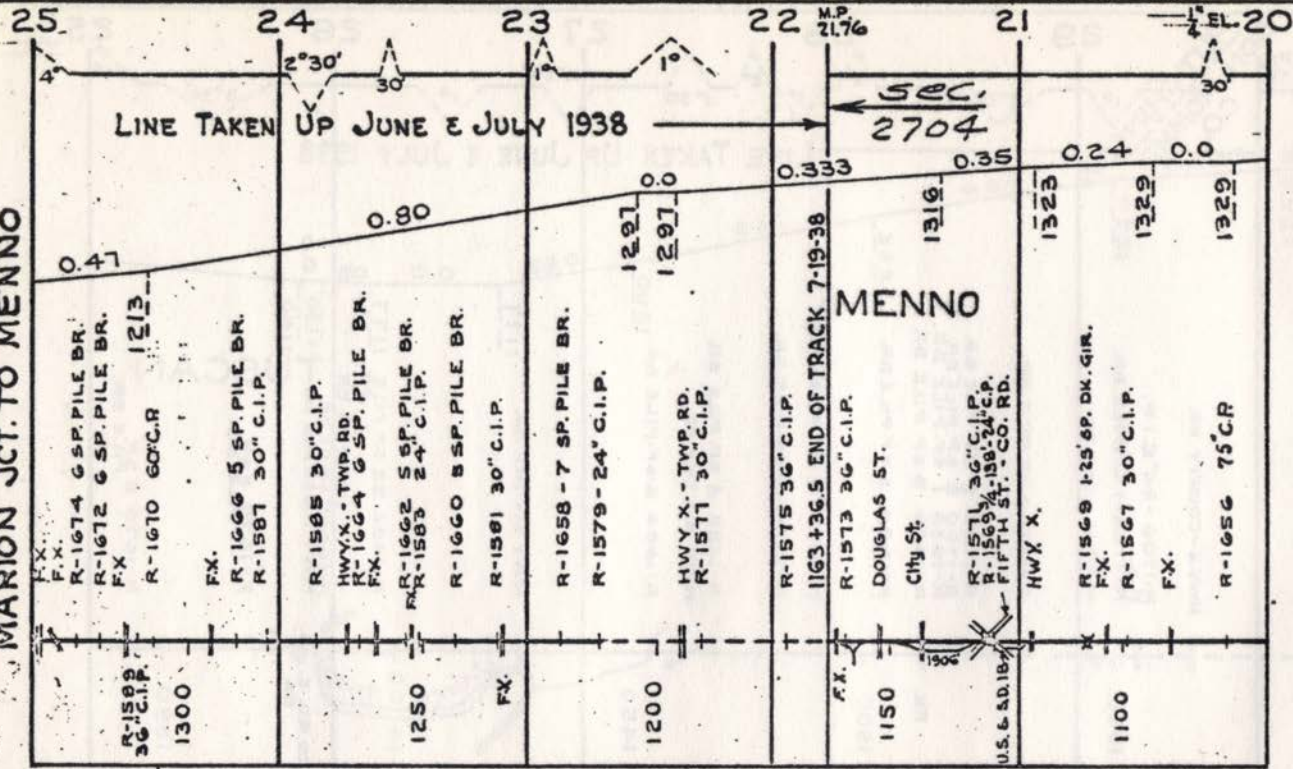 25 24 23 22 M.P. 21.76 21 20
1" 4 EL.
4° 2°30' 30' 1° 1° 30'
MARION JCT. TO MENNO
LINE TAKEN UP JUNE & JULY 1938
SEC.
2704
0.47 0.80 0.0 0.333 0.35 0.24 0.0
1213 1297 1297 1316 1323 1329 1329
MENNO
F.X.
F.X.
R-1674 6 SP. PILE BR.
R-1672 6 SP. PILE BR.
F.X
R-1670 60"C.P.
F.X.
R-1666 5 SP. PILE BR.
R-1587 30" C.I.P.
R-1585 30" C.I.P.
HWY X. - TWP. RD.
R-1664 6 SP. PILE BR.
F.X.
R-1662 5 SP. PILE BR.
F.X.
R-1583 24" C.I.P.
R-1660 8 SP. PILE BR.
R-1581 30" C.I.P.
R-1658 - 7 SP. PILE BR.
R-1579 - 24" C.I.P.
HWY X. - TWP. RD.
R-1577 30" C.I.P.
R-1575 36" C.I.P.
1163+36.5 END OF TRACK 7-19-38
R-1573 36" C.I.P.
DOUGLAS ST.
City St.
R-1571 36" C.I.P.
R-1569 3/4 - 138'-24" C.P.
FIFTH ST. - CO. RD.
HWY X.
R-1569 1-25' SP. DK. GIR.
F.X.
R-1567 30" C.I.P.
F.X.
R-1656 75" C.P.
R-1589
36" C.I.P.
1300
1250
F.X.
1200
F.X.
1150
1906
U.S. & S.D. 18
1100